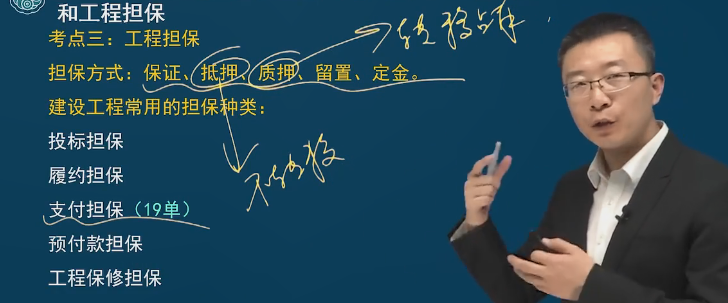 和工程担保
考点三：工程担保
担保方式：保证、抵押、质押、留置、定金。
建设工程常用的担保种类：
投标担保
履约担保
支付担保（19单）
预付款担保
工程保修担保